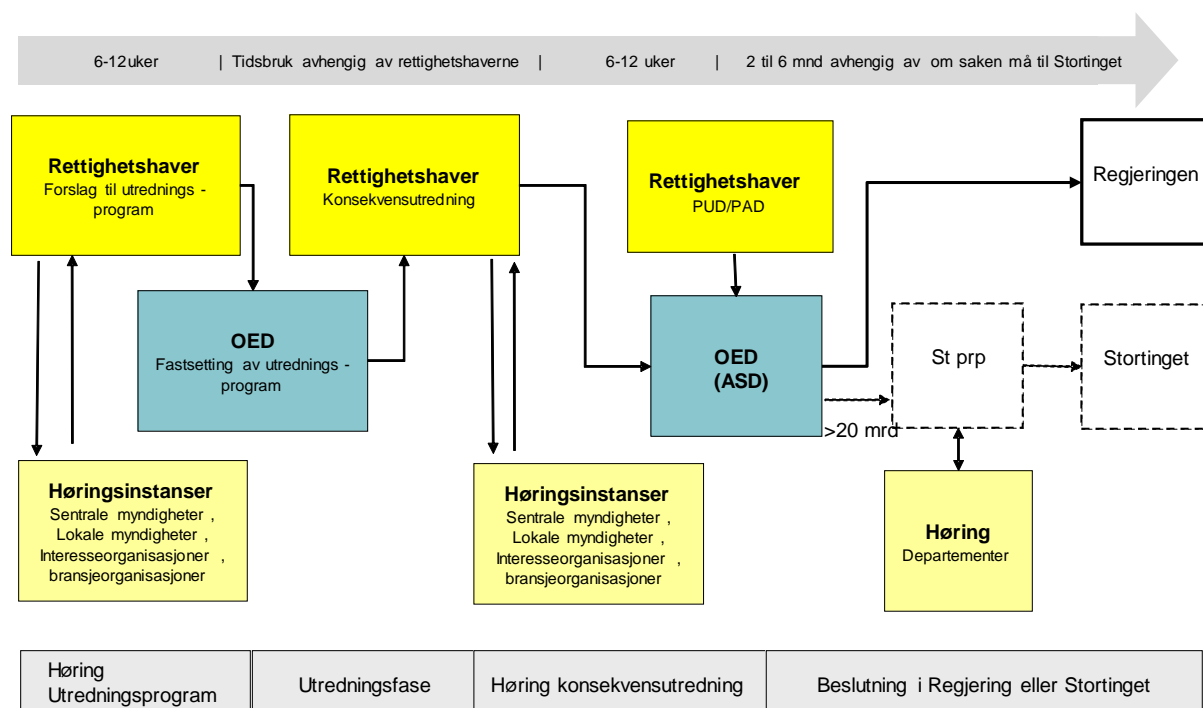 6-12uker | Tidsbruk avhengig av rettighetshaverne | 6-12 uker | 2 til 6 mnd avhengig av om saken må til Stortinget
Rettighetshaver
Forslag til utrednings -
program
Rettighetshaver
Konsekvensutredning
Rettighetshaver
PUD/PAD
Regjeringen
OED
Fastsetting av utrednings -
program
OED
(ASD)
>20 mrd
St prp
Stortinget
Høringsinstanser
Sentrale myndigheter ,
Lokale myndigheter ,
Interesseorganisasjoner ,
bransjeorganisasjoner
Høringsinstanser
Sentrale myndigheter ,
Lokale myndigheter ,
Interesseorganisasjoner ,
bransjeorganisasjoner
Høring
Departementer
Høring
Utredningsprogram
Utredningsfase
Høring konsekvensutredning
Beslutning i Regjering eller Stortinget